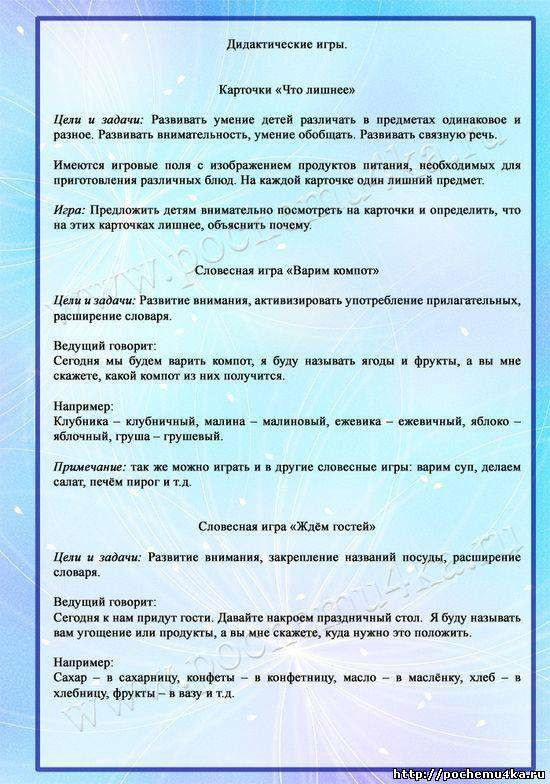 Дидактические игры.
Карточки «Что лишнее»
Цели и задачи: Развивать умение детей различать в предметах одинаковое и
разное. Развивать внимательность, умение обобщать. Развивать связную речь.
Имеются игровые поля с изображением продуктов питания, необходимых для
приготовления различных блюд. На каждой карточке один лишний предмет.
Игра: Предложить детям внимательно посмотреть на карточки и определить, что
на этих карточках лишнее, объяснить почему.
Словесная игра «Варим компот»
Цели и задачи: Развитие внимания, активизировать употребление прилагательных,
расширение словаря.
Ведущий говорит:
Сегодня мы будем варить компот, я буду называть ягоды и фрукты, а вы мне
скажете, какой компот из них получится.
Например:
Клубника – клубничный, малина – малиновый, ежевика – ежевичный, яблоко –
яблочный, груша – грушевый.
Примечание: так же можно играть и в другие словесные игры: варим суп, делаем
салат, печём пирог и т.д.
Словесная игра «Ждём гостей»
Цели и задачи: Развитие внимания, закрепление названий посуды, расширение
словаря.
Ведущий говорит:
Сегодня к нам придут гости. Давайте накроем праздничный стол. Я буду называть
вам угощение или продукты, а вы мне скажете, куда нужно это положить.
Например:
Сахар – в сахарницу, конфеты – в конфетницу, масло – в маслёнку, хлеб – в
хлебницу, фрукты – в вазу и т.д.
www.pochemu4ka.ru
www.pochemu4ka.ru
http://pochemu4ka.ru